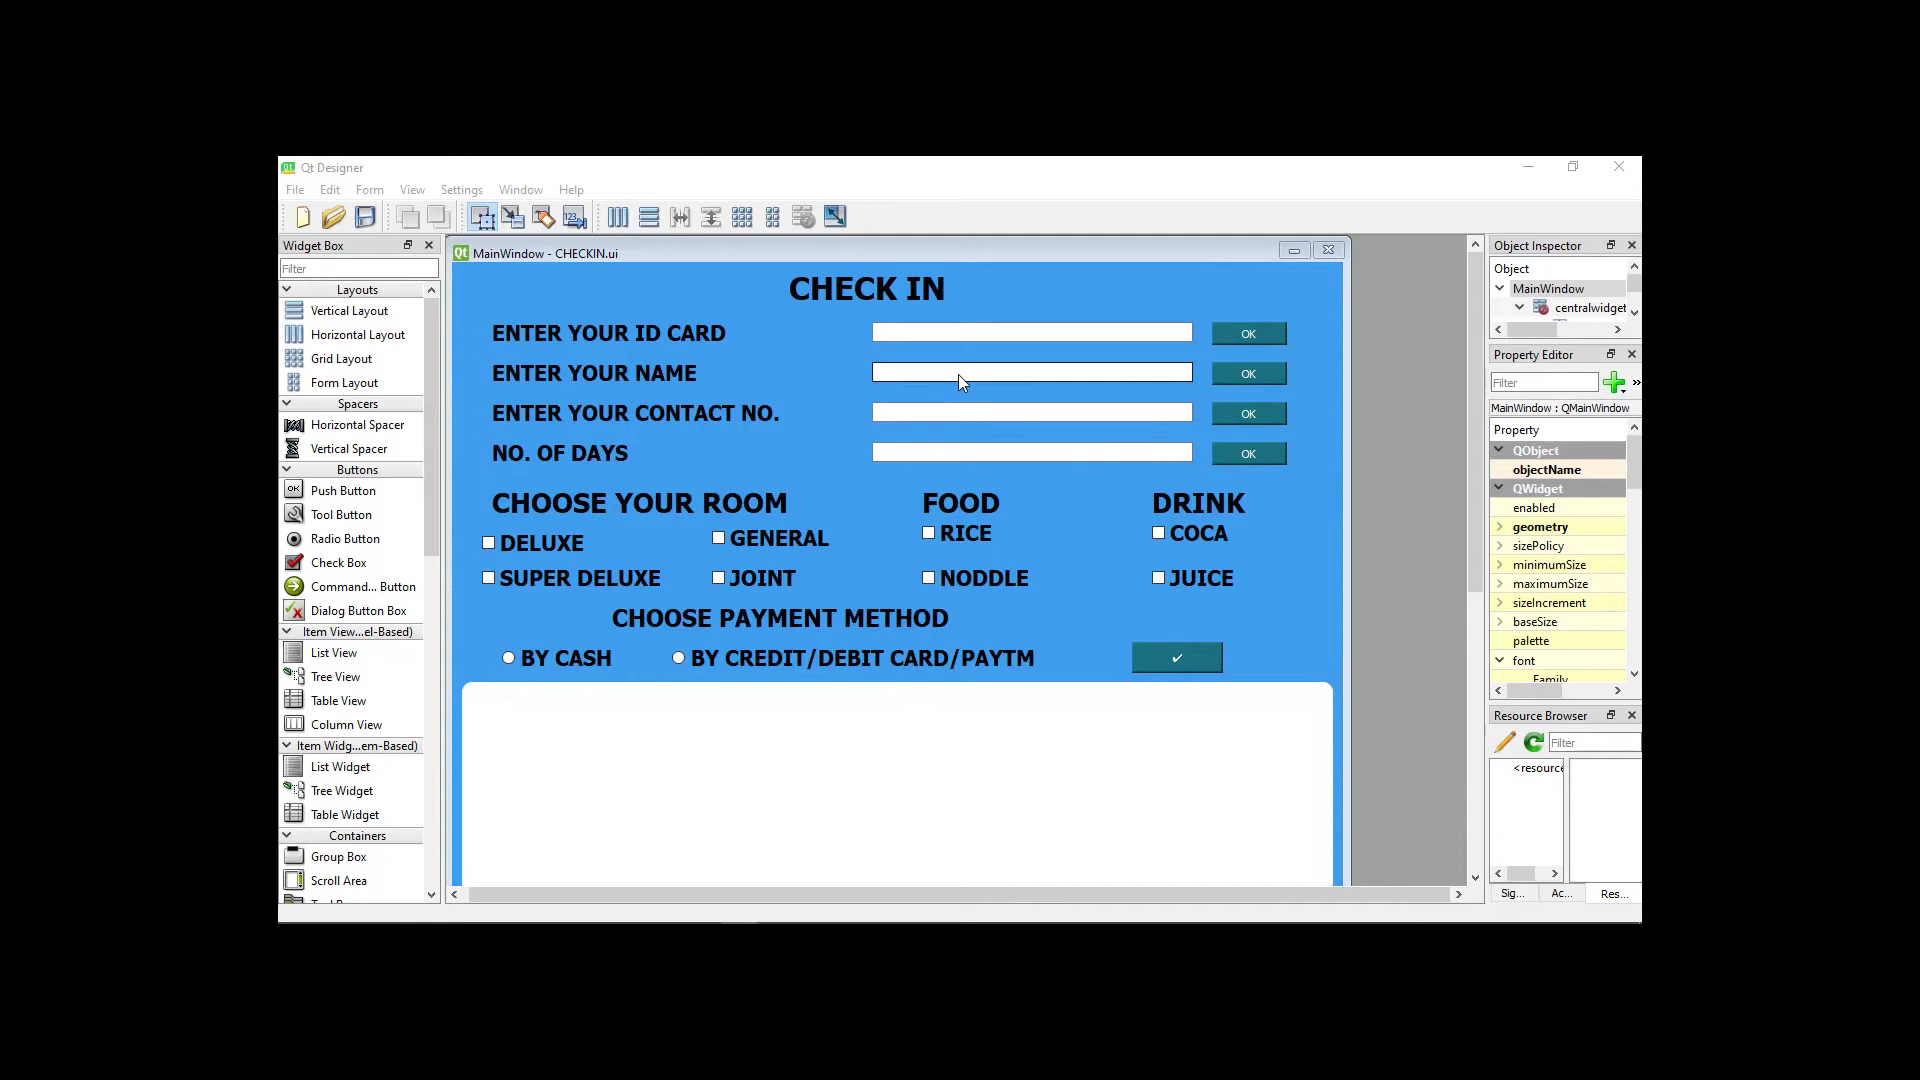 Qt Designer
File Edit Form View Settings Window Help
Widget Box
Filter
Layouts
Vertical Layout
Horizontal Layout
Grid Layout
Form Layout
Spacers
Horizontal Spacer
Vertical Spacer
Buttons
OK Push Button
Tool Button
Radio Button
Check Box
Command... Button
Dialog Button Box
Item View...el-Based)
List View
Tree View
Table View
Column View
Item Widg...em-Based)
List Widget
Tree Widget
Table Widget
Containers
Group Box
Scroll Area
Qt MainWindow - CHECKIN.ui
CHECK IN
ENTER YOUR ID CARD OK
ENTER YOUR NAME OK
ENTER YOUR CONTACT NO. OK
NO. OF DAYS OK
CHOOSE YOUR ROOM FOOD DRINK
DELUXE GENERAL RICE COCA
SUPER DELUXE JOINT NODDLE JUICE
CHOOSE PAYMENT METHOD
BY CASH BY CREDIT/DEBIT CARD/PAYTM ✓
Object Inspector
Object
MainWindow
centralwidget
Property Editor
Filter »
MainWindow : QMainWindow
Property
QObject
objectName
QWidget
enabled
geometry
sizePolicy
minimumSize
maximumSize
sizeIncrement
baseSize
palette
font
Family
Resource Browser
Filter
<resource
Sig... Ac... Res...